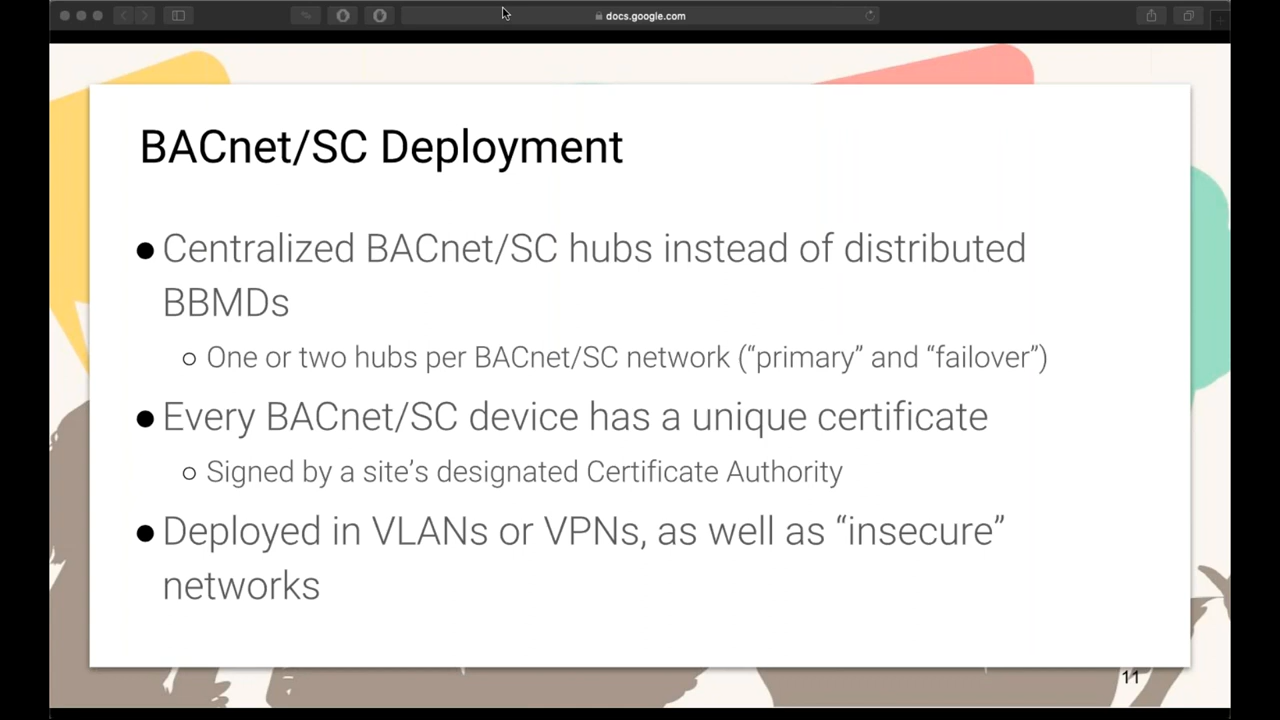 docs.google.com
BACnet/SC Deployment
● Centralized BACnet/SC hubs instead of distributed
BBMDs
○ One or two hubs per BACnet/SC network (“primary” and “failover”)
● Every BACnet/SC device has a unique certificate
○ Signed by a site’s designated Certificate Authority
● Deployed in VLANs or VPNs, as well as “insecure”
networks
11